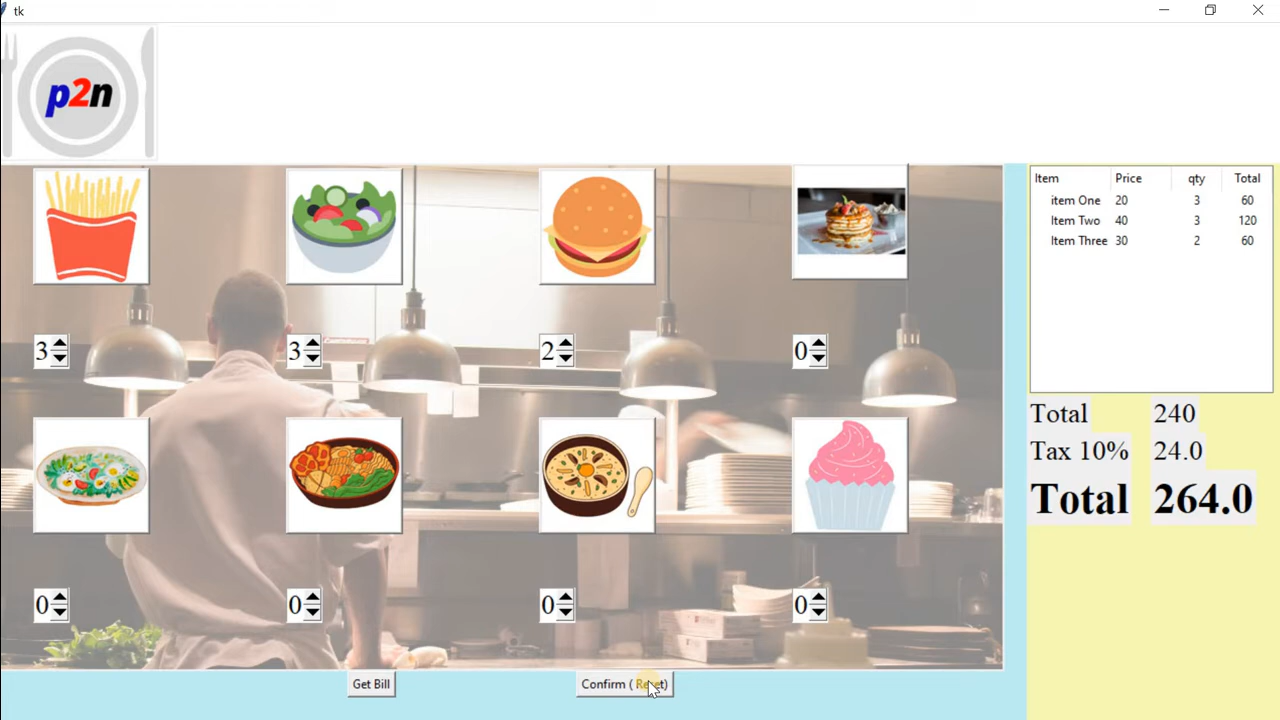 tk
p2n
Item Price qty Total
item One 20 3 60
Item Two 40 3 120
Item Three 30 2 60
3 3 2 0
Total 240
Tax 10% 24.0
Total 264.0
0 0 0 0
Get Bill Confirm ( Reset)